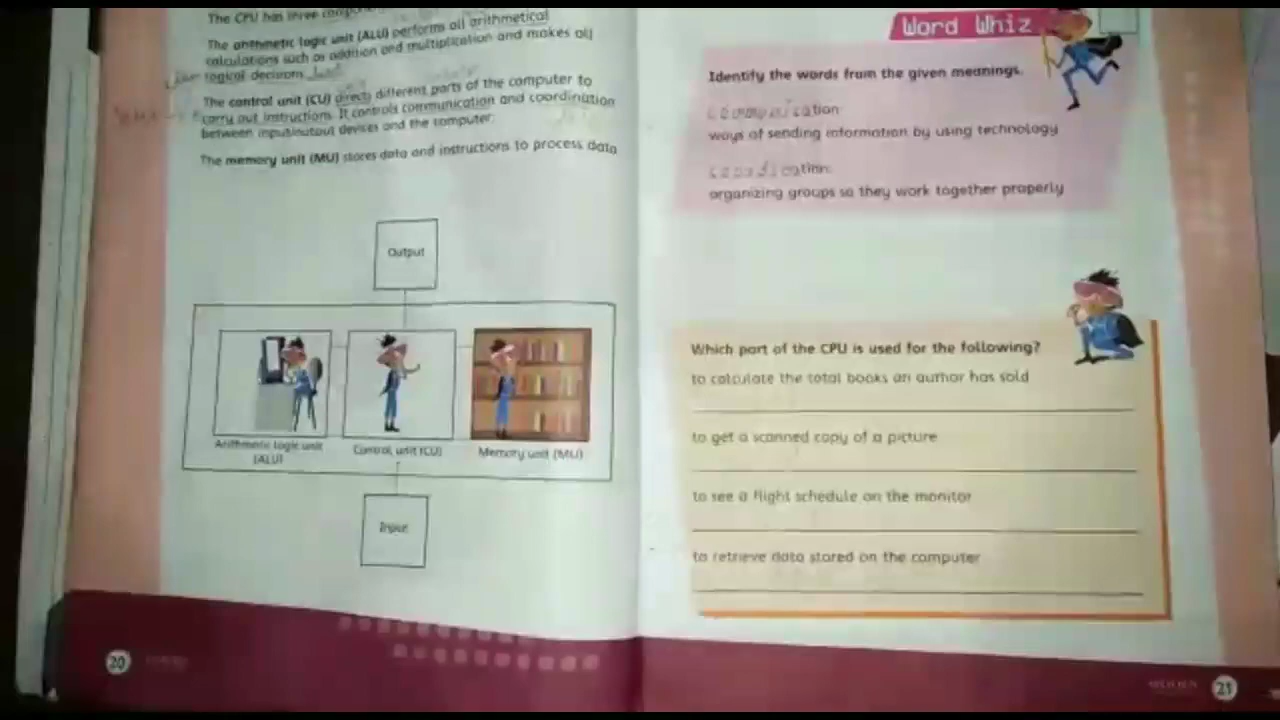 The CPU has three
The arithmetic logic unit (ALU) performs all arithmetical
calculations such as addition and multiplication and makes all
logical decisions.
The control unit (CU) directs different parts of the computer to
carry out instructions. It controls communication and coordination
between input/output devices and the computer.
The memory unit (MU) stores data and instructions to process data
Output
Arithmetic logic unit
(ALU)
Control unit (CU)
Memory unit (MU)
Input
20
Word Whiz
Identify the words from the given meanings.
communication:
ways of sending information by using technology
tion:
organizing groups so they work together properly
Which part of the CPU is used for the following?
to calculate the total books an author has sold
to get a scanned copy of a picture
to see a flight schedule on the monitor
to retrieve data stored on the computer
21